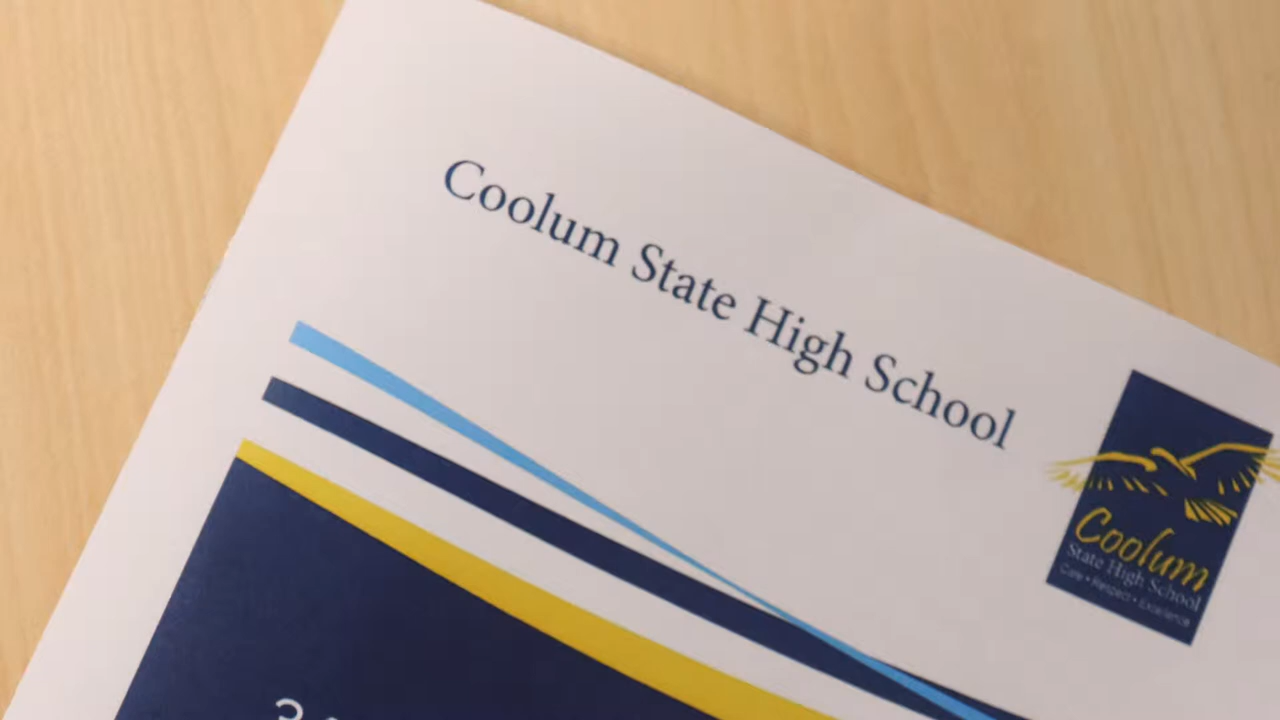 Coolum State High School
Coolum
State High School
Care • Respect • Excellence